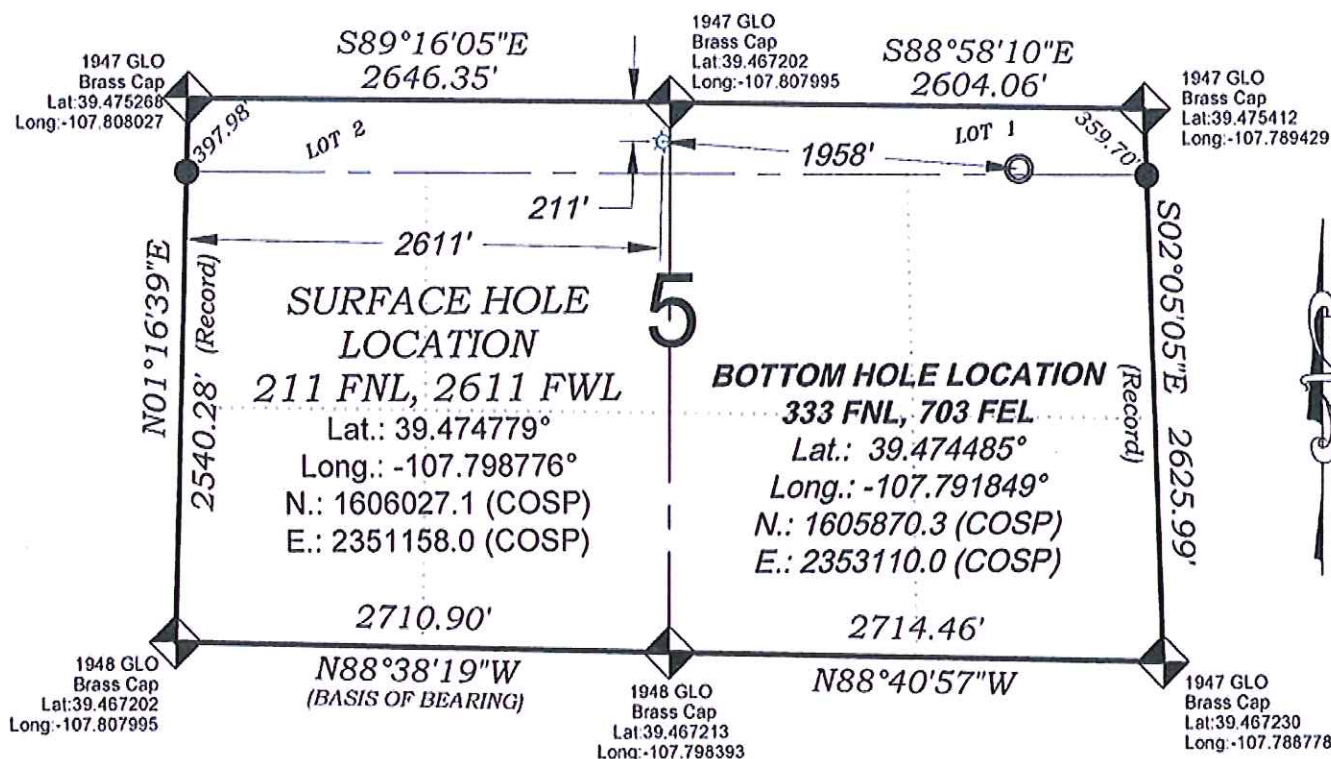 1947 GLO
Brass Cap
Lat:39.475268
Long:-107.808027
S89°16'05"E
2646.35'
1947 GLO
Brass Cap
Lat:39.467202
Long:-107.807995
S88°58'10"E
2604.06'
1947 GLO
Brass Cap
Lat:39.475412
Long:-107.789429
397.98'
LOT 2
LOT 1
359.70'
1958'
211'
2611'
5
N01°16'39"E
2540.28' (Record)
SURFACE HOLE
LOCATION
211 FNL, 2611 FWL
Lat.: 39.474779°
Long.: -107.798776°
N.: 1606027.1 (COSP)
E.: 2351158.0 (COSP)
BOTTOM HOLE LOCATION
333 FNL, 703 FEL
Lat.: 39.474485°
Long.: -107.791849°
N.: 1605870.3 (COSP)
E.: 2353110.0 (COSP)
S02°05'05"E 2625.99'
(Record)
2710.90'
N88°38'19"W
(BASIS OF BEARING)
2714.46'
N88°40'57"W
1948 GLO
Brass Cap
Lat:39.467202
Long:-107.807995
1948 GLO
Brass Cap
Lat:39.467213
Long:-107.798393
1947 GLO
Brass Cap
Lat:39.467230
Long:-107.788778